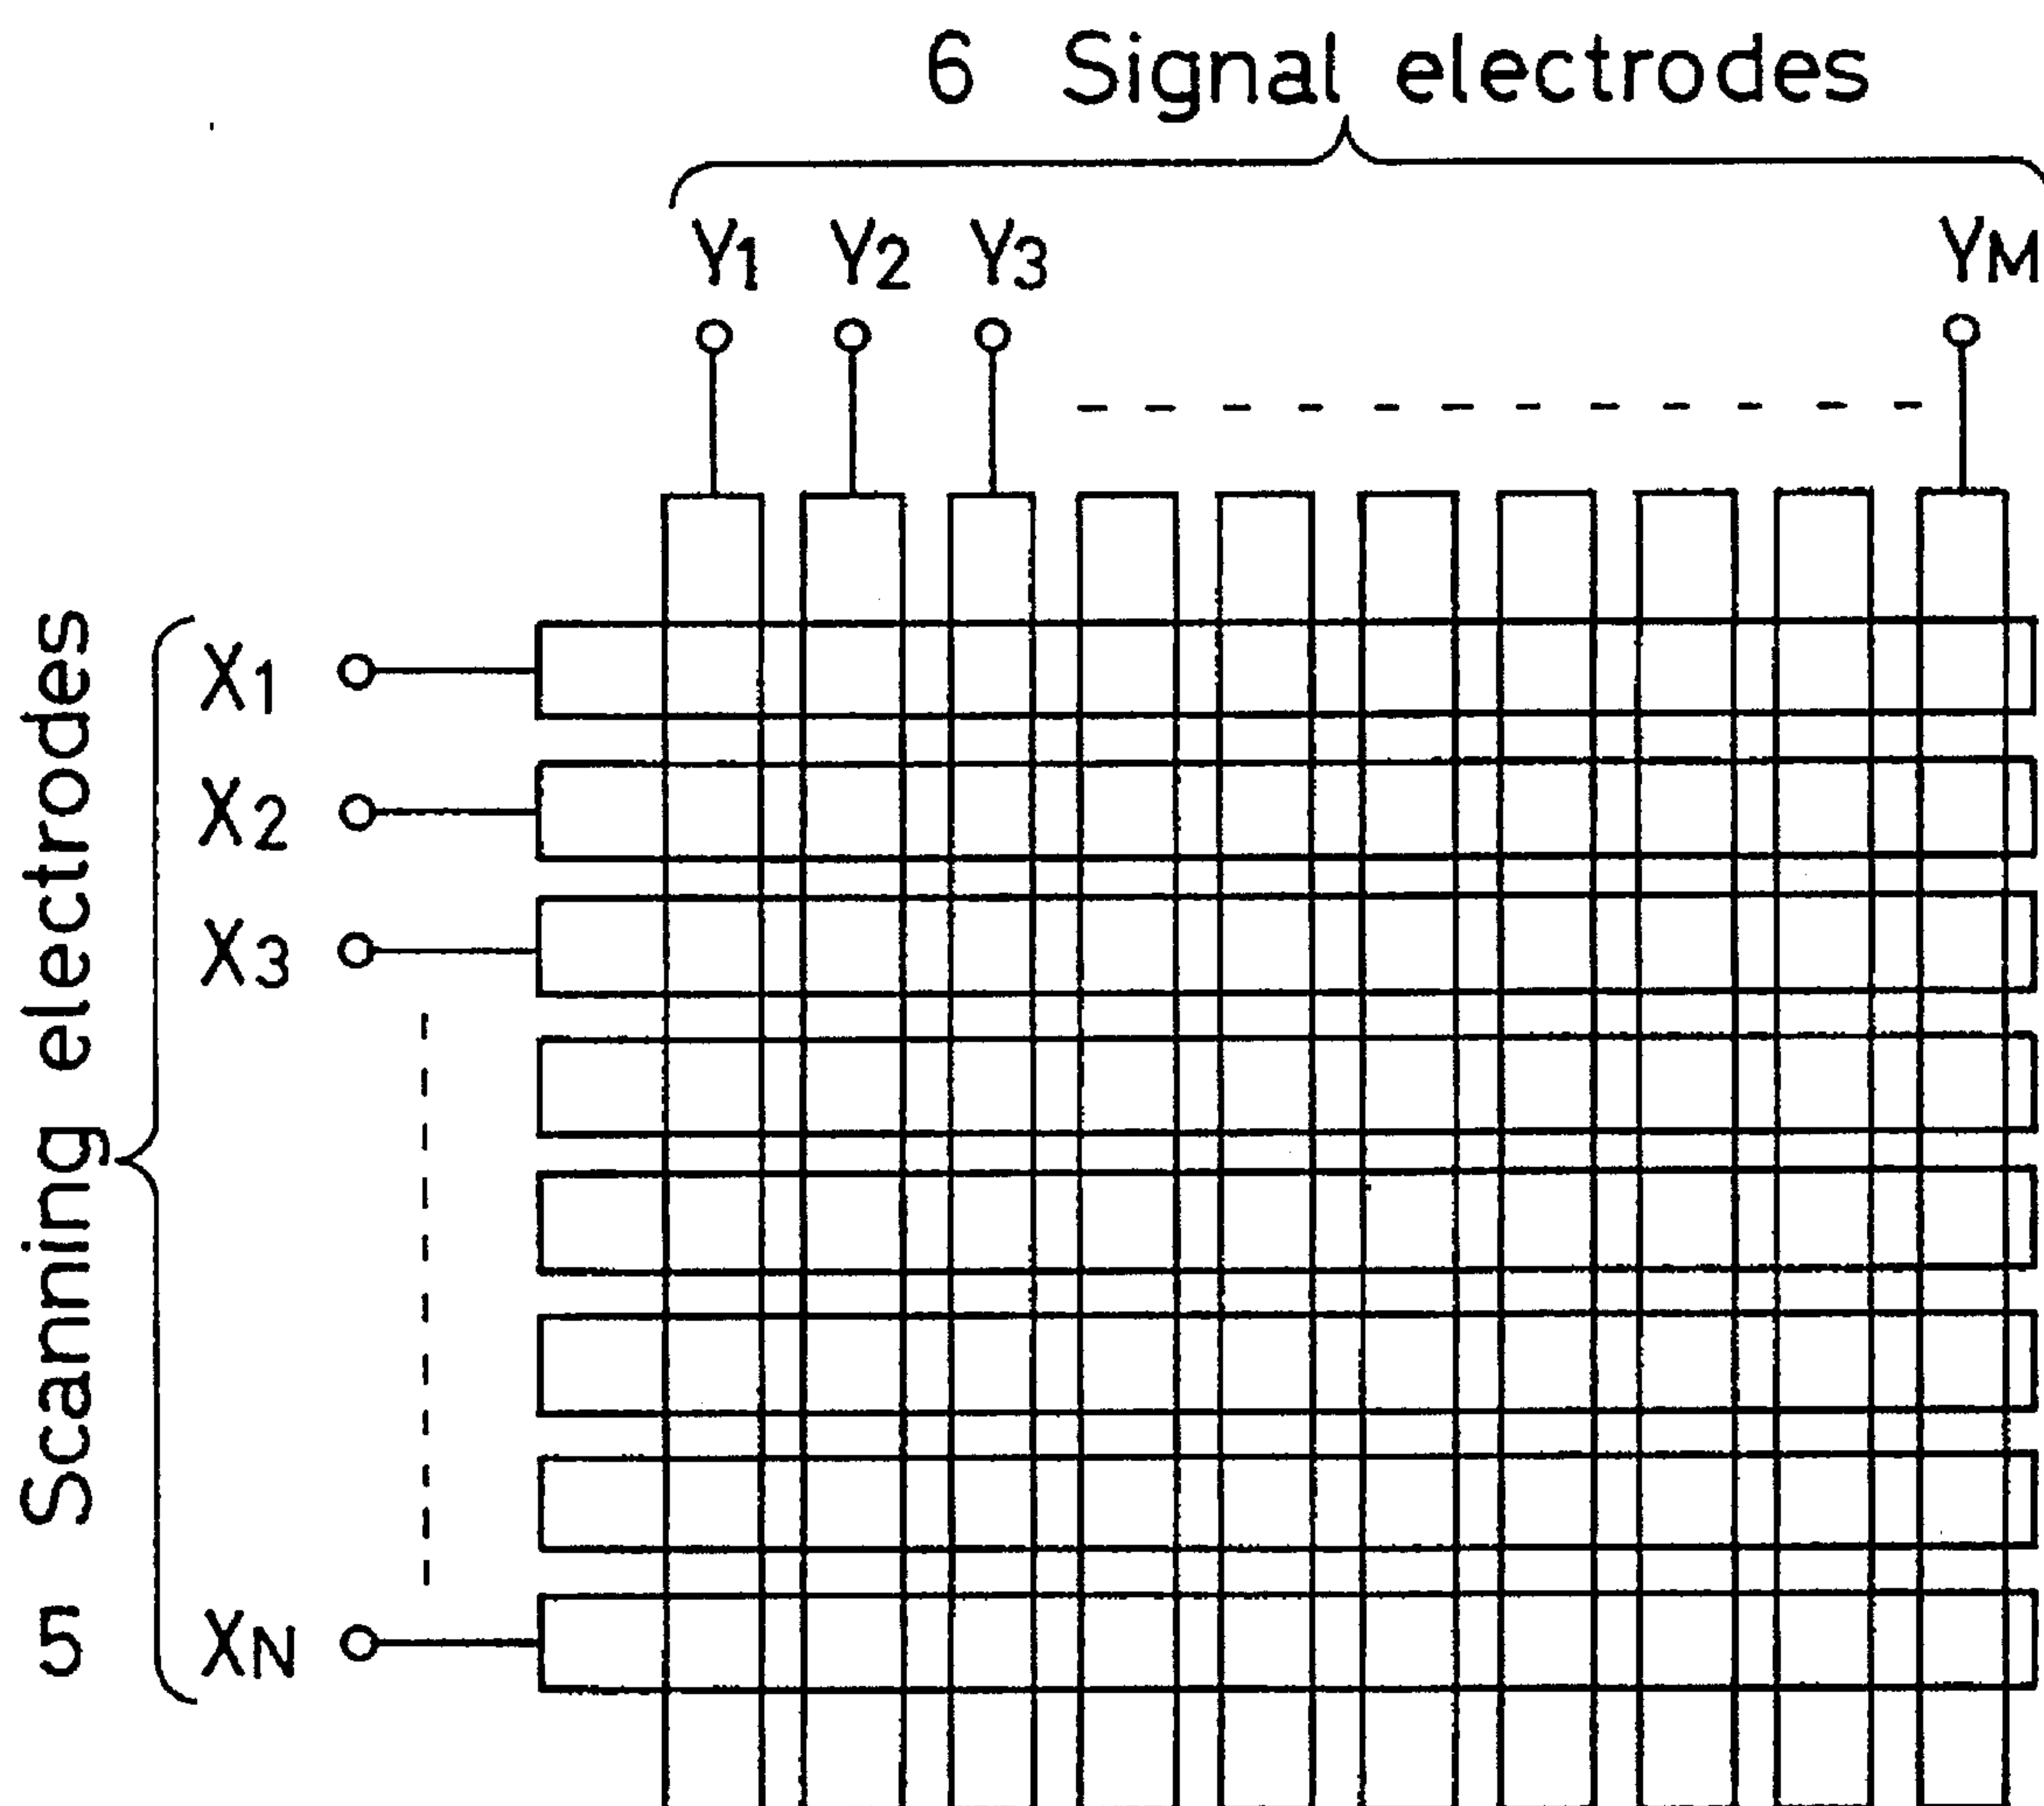 6 Signal electrodes
Y1 Y2 Y3 YM
5 Scanning electrodes
X1
X2
X3
XN